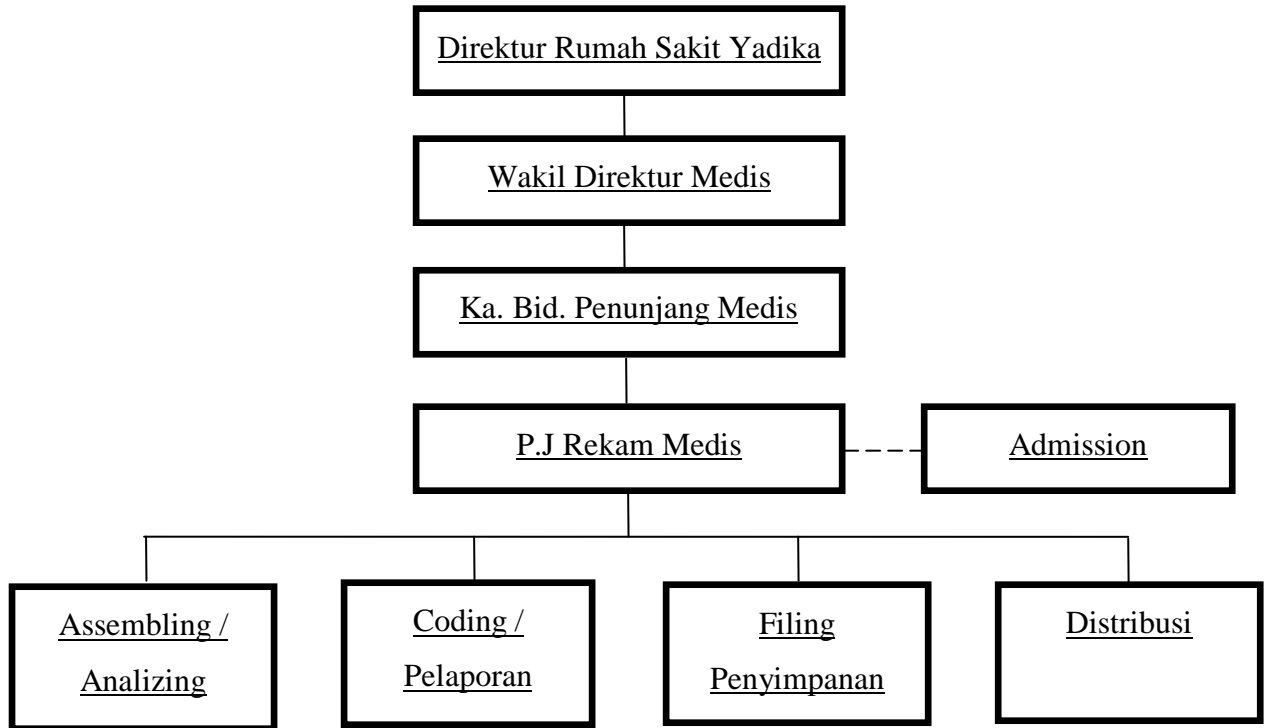 Direktur Rumah Sakit Yadika
Wakil Direktur Medis
Ka. Bid. Penunjang Medis
P.J Rekam Medis
Admission
Assembling /
Analizing
Coding /
Pelaporan
Filing
Penyimpanan
Distribusi